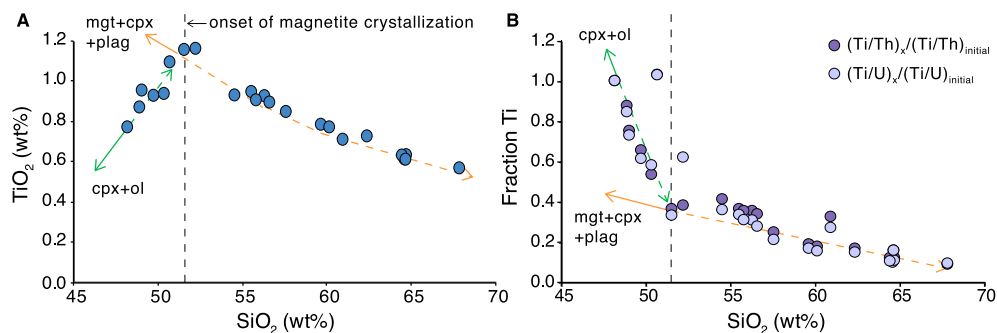 A
mgt+cpx
+plag
onset of magnetite crystallization
1.2
1.0
0.8
0.6
0.4
0.2
0.0
TiO2 (wt%)
cpx+ol
45
50
55
60
65
70
SiO2 (wt%)
B
cpx+ol
(Ti/Th)x/(Ti/Th)initial
(Ti/U)x/(Ti/U)initial
1.2
1.0
0.8
0.6
0.4
0.2
0.0
Fraction Ti
mgt+cpx
+plag
45
50
55
60
65
70
SiO2 (wt%)